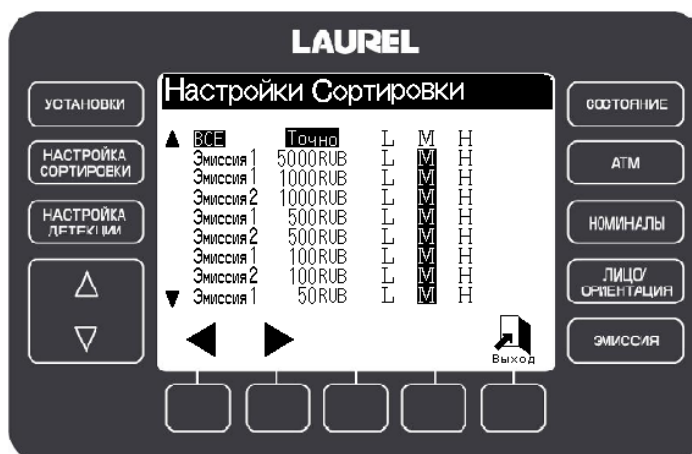 LAUREL
Настройки Сортировки
УСТАНОВКИ
НАСТРОЙКА
СОРТИРОВКИ
НАСТРОЙКА
ДЕТЕКЦИИ
ВСЕ Точно L M H
Эмиссия 1 5000RUB L M H
Эмиссия 1 1000RUB L M H
Эмиссия 2 1000RUB L M H
Эмиссия 1 500RUB L M H
Эмиссия 2 500RUB L M H
Эмиссия 1 100RUB L M H
Эмиссия 2 100RUB L M H
Эмиссия 1 50RUB L M H
Выход
СОСТОЯНИЕ
ATM
НОМИНАЛЫ
ЛИЦО/
ОРИЕНТАЦИЯ
ЭМИССИЯ